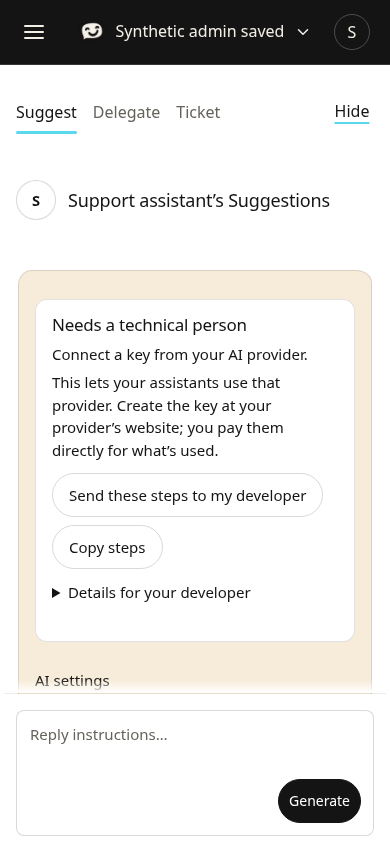 Synthetic admin saved
S
Suggest
Delegate
Ticket
Hide
S
Support assistant’s Suggestions
Needs a technical person
Connect a key from your AI provider.
This lets your assistants use that
provider. Create the key at your
provider’s website; you pay them
directly for what’s used.
Send these steps to my developer
Copy steps
Details for your developer
AI settings
Reply instructions...
Generate